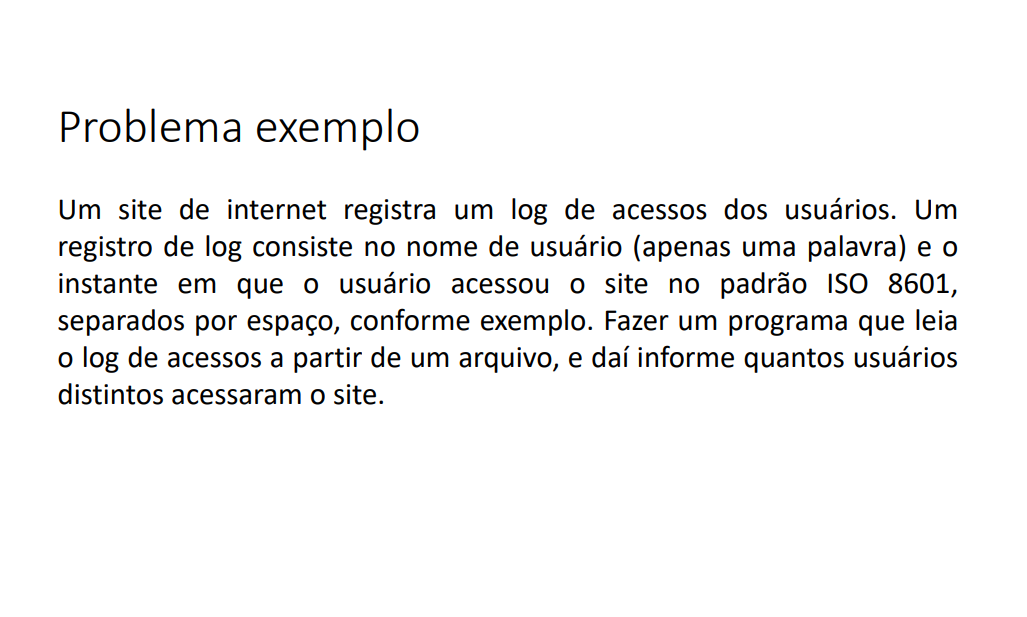 Problema exemplo
Um site de internet registra um log de acessos dos usuários. Um
registro de log consiste no nome de usuário (apenas uma palavra) e o
instante em que o usuário acessou o site no padrão ISO 8601,
separados por espaço, conforme exemplo. Fazer um programa que leia
o log de acessos a partir de um arquivo, e daí informe quantos usuários
distintos acessaram o site.